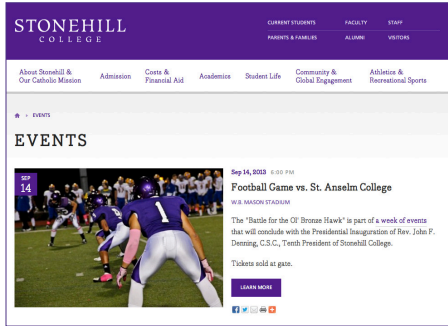 STONEHILL
COLLEGE
CURRENT STUDENTS FACULTY STAFF
PARENTS & FAMILIES ALUMNI VISITORS
About Stonehill &
Our Catholic Mission
Admission
Costs &
Financial Aid
Academics
Student Life
Community &
Global Engagement
Athletics &
Recreational Sports
› EVENTS
EVENTS
SEP
14
1
Sep 14, 2013 6:00 PM
Football Game vs. St. Anselm College
W.B. MASON STADIUM
The "Battle for the Ol' Bronze Hawk" is part of a week of events
that will conclude with the Presidential Inauguration of Rev. John F.
Denning, C.S.C., Tenth President of Stonehill College.
Tickets sold at gate.
LEARN MORE